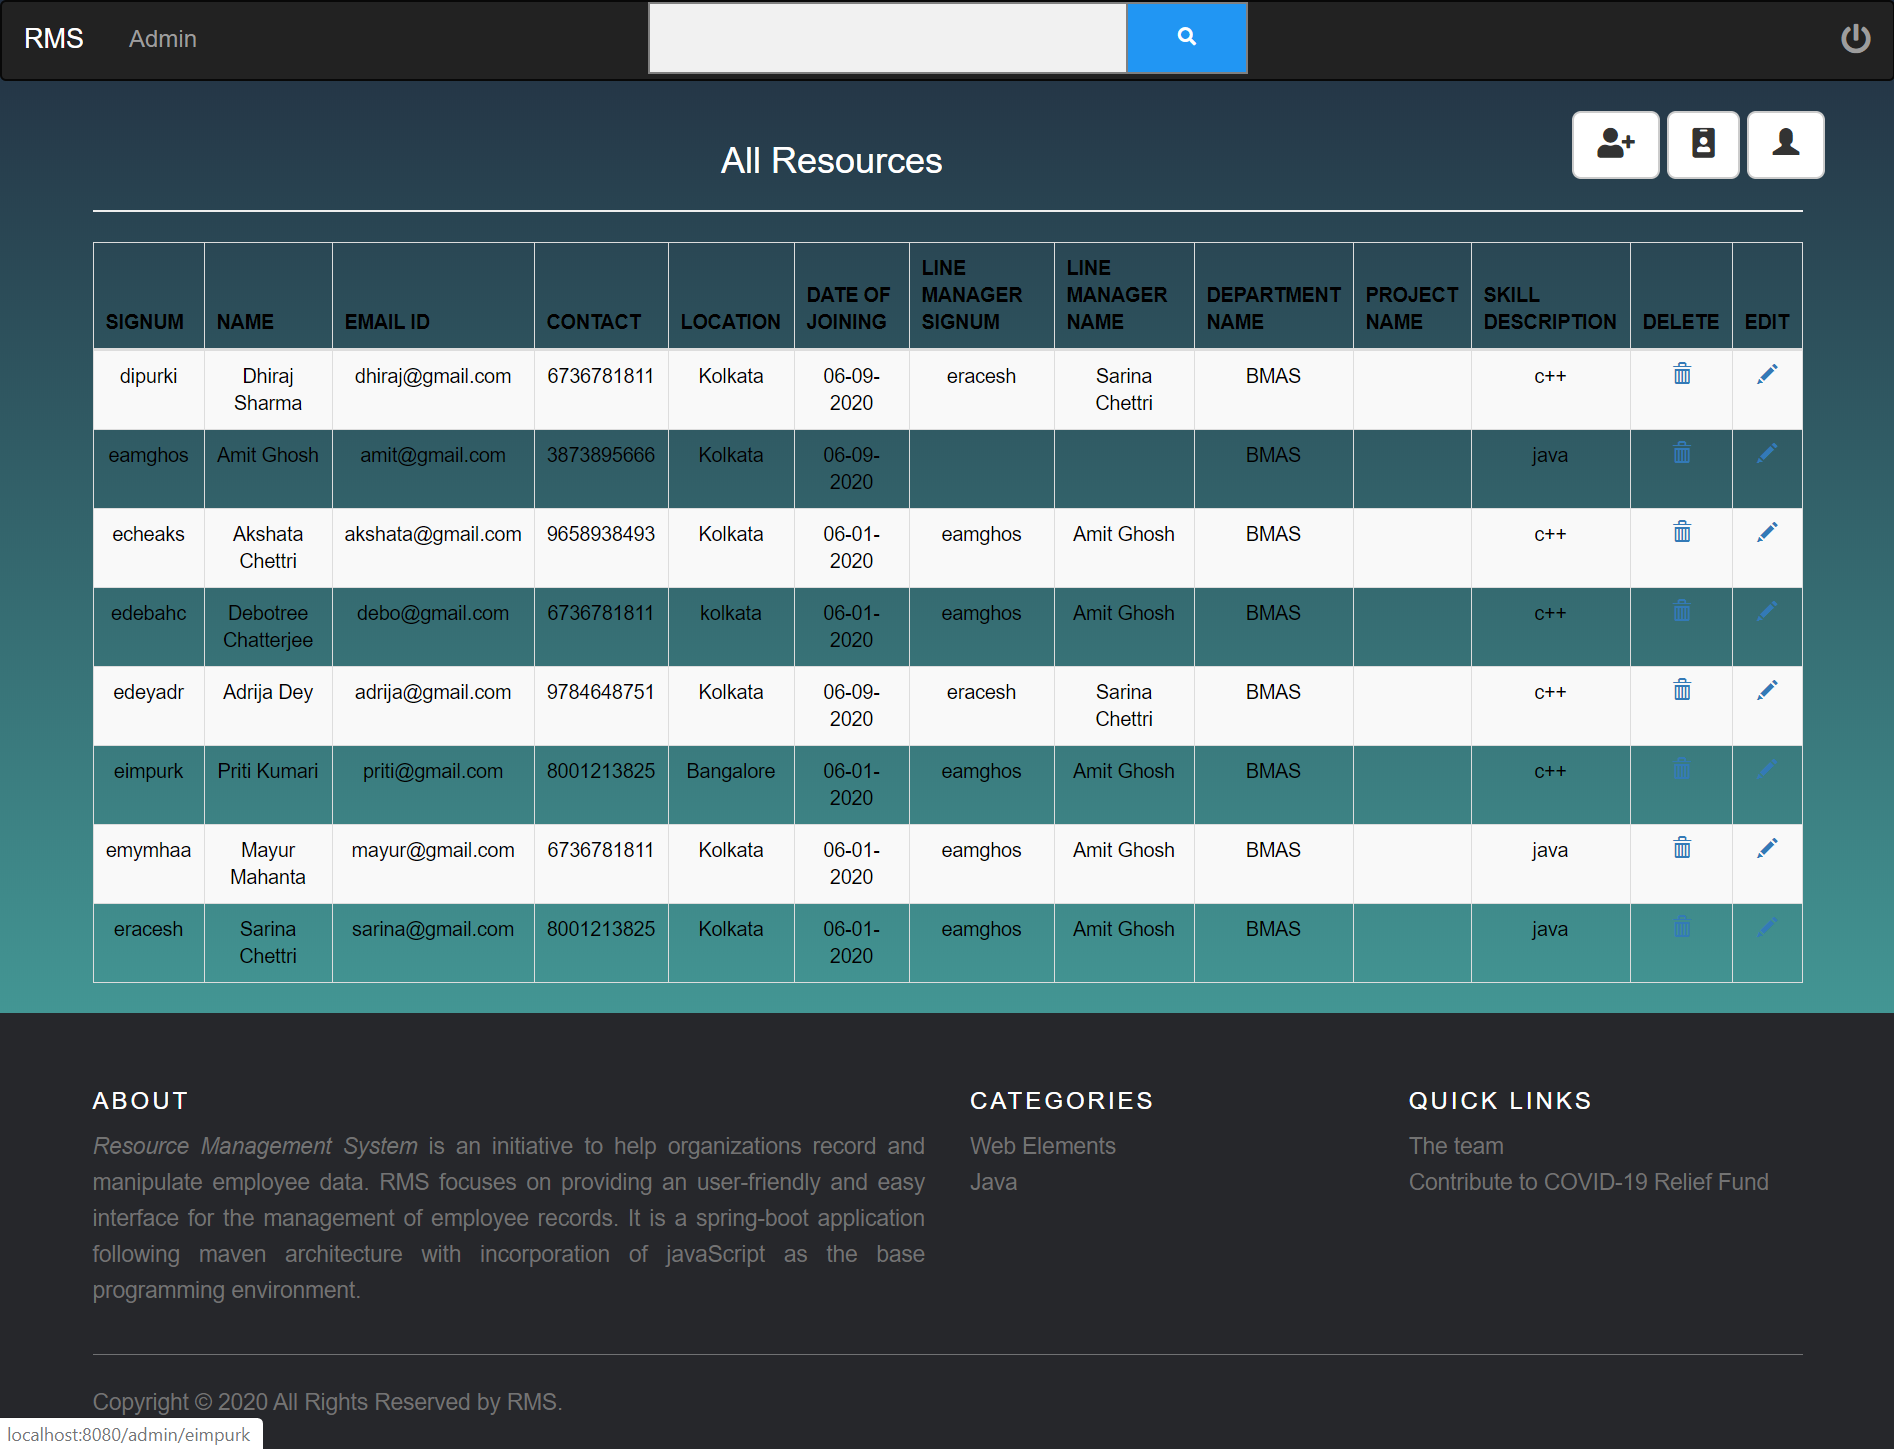 RMS Admin
All Resources
SIGNUM NAME EMAIL ID CONTACT LOCATION DATE OF JOINING LINE MANAGER SIGNUM LINE MANAGER NAME DEPARTMENT NAME PROJECT NAME SKILL DESCRIPTION DELETE EDIT
dipurki Dhiraj Sharma dhiraj@gmail.com 6736781811 Kolkata 06-09-2020 eracesh Sarina Chettri BMAS c++
eamghos Amit Ghosh amit@gmail.com 3873895666 Kolkata 06-09-2020 BMAS java
echeaks Akshata Chettri akshata@gmail.com 9658938493 Kolkata 06-01-2020 eamghos Amit Ghosh BMAS c++
edebahc Debotree Chatterjee debo@gmail.com 6736781811 kolkata 06-01-2020 eamghos Amit Ghosh BMAS c++
edeyadr Adrija Dey adrija@gmail.com 9784648751 Kolkata 06-09-2020 eracesh Sarina Chettri BMAS c++
eimpurk Priti Kumari priti@gmail.com 8001213825 Bangalore 06-01-2020 eamghos Amit Ghosh BMAS c++
emymhaa Mayur Mahanta mayur@gmail.com 6736781811 Kolkata 06-01-2020 eamghos Amit Ghosh BMAS java
eracesh Sarina Chettri sarina@gmail.com 8001213825 Kolkata 06-01-2020 eamghos Amit Ghosh BMAS java
ABOUT
Resource Management System is an initiative to help organizations record and
manipulate employee data. RMS focuses on providing an user-friendly and easy
interface for the management of employee records. It is a spring-boot application
following maven architecture with incorporation of javaScript as the base
programming environment.
CATEGORIES
Web Elements
Java
QUICK LINKS
The team
Contribute to COVID-19 Relief Fund
Copyright © 2020 All Rights Reserved by RMS.
localhost:8080/admin/eimpurk